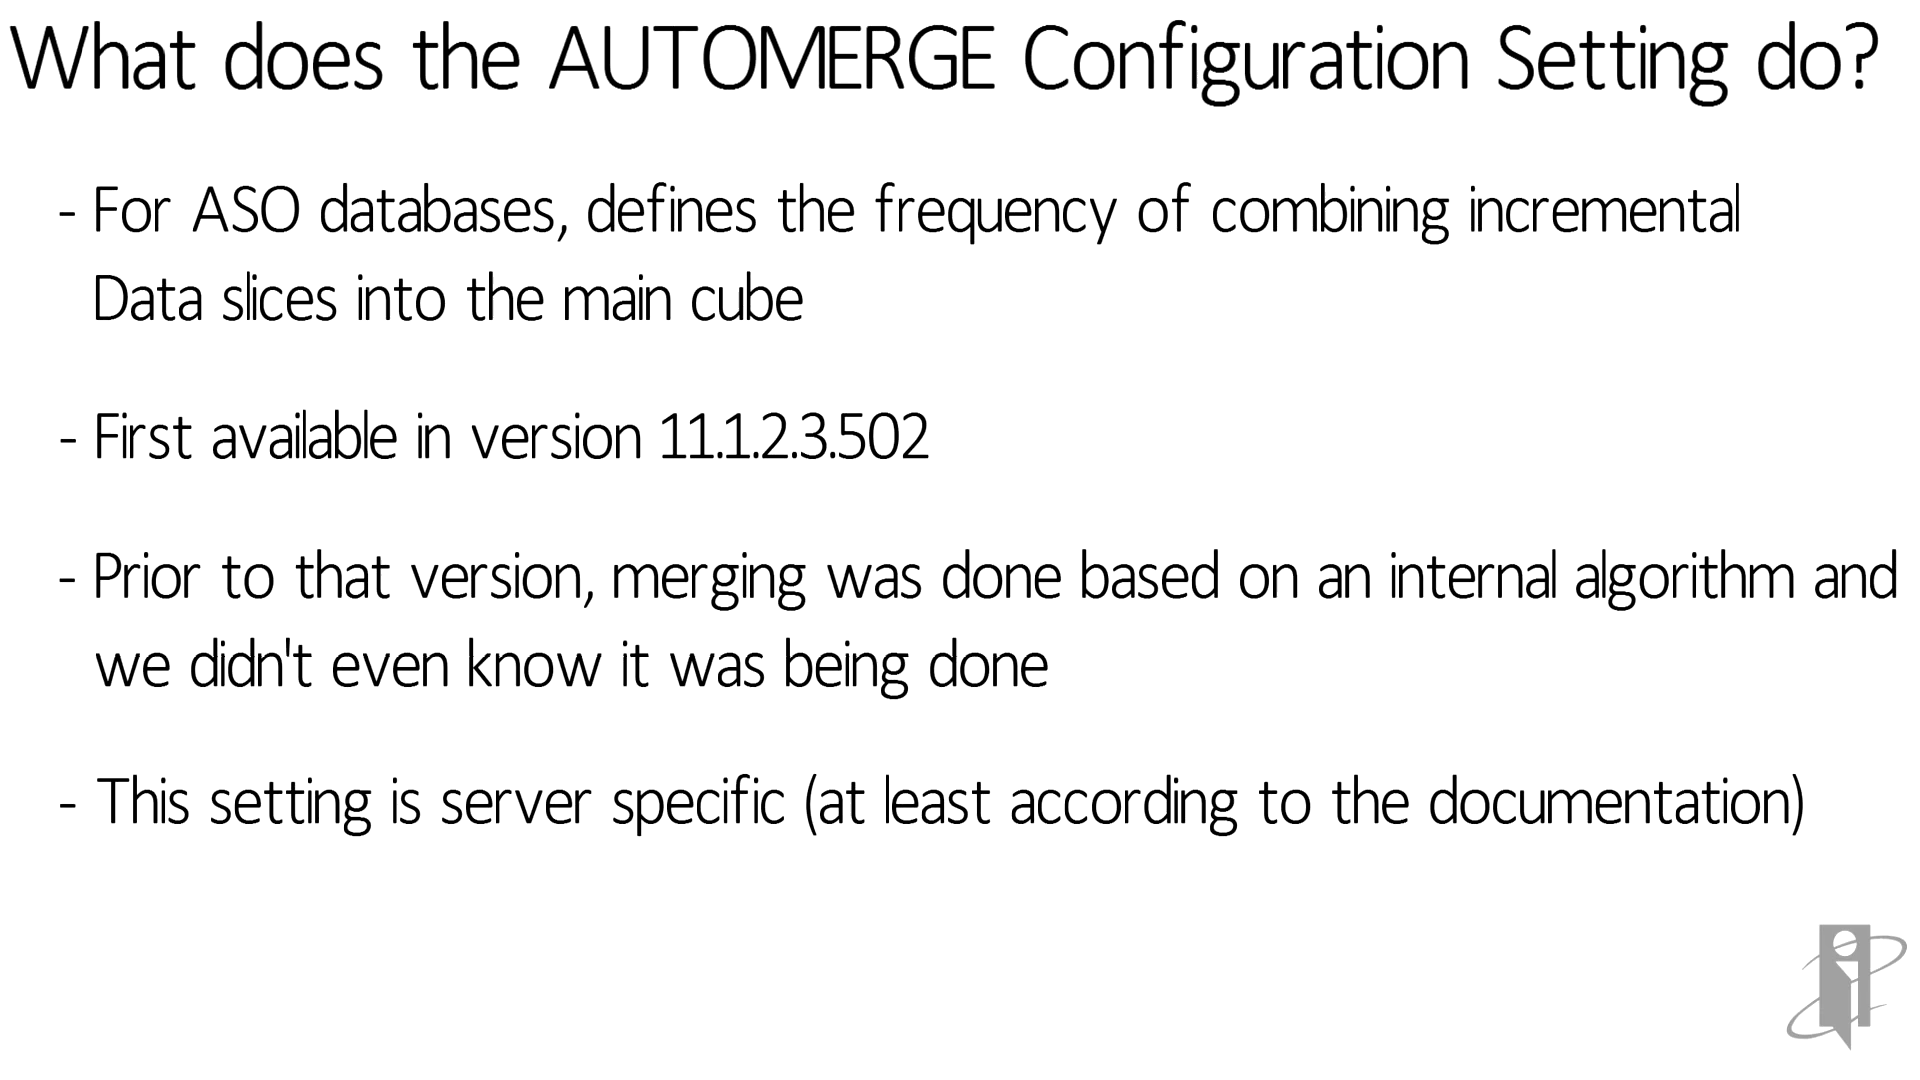 What does the AUTOMERGE Configuration Setting do?
- For ASO databases, defines the frequency of combining incremental
Data slices into the main cube
- First available in version 11.1.2.3.502
- Prior to that version, merging was done based on an internal algorithm and
we didn't even know it was being done
- This setting is server specific (at least according to the documentation)